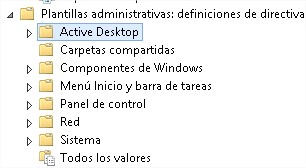 Plantillas administrativas: definiciones de directiva
Active Desktop
Carpetas compartidas
Componentes de Windows
Menú Inicio y barra de tareas
Panel de control
Red
Sistema
Todos los valores